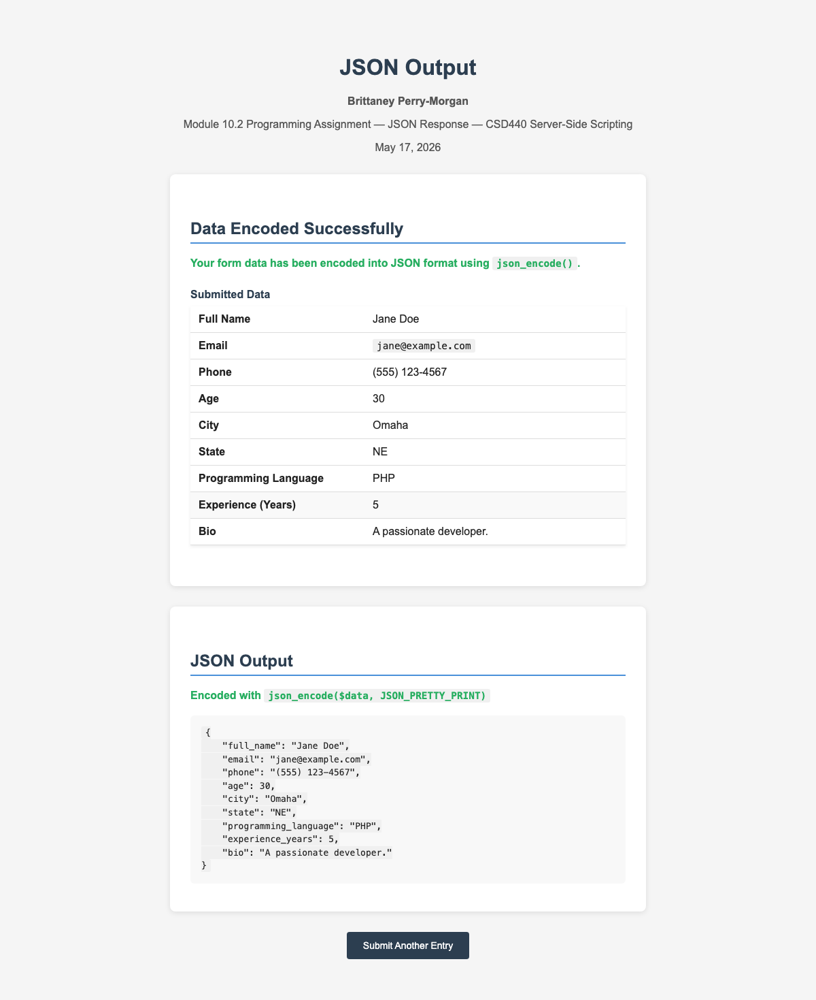 JSON Output
Brittaney Perry-Morgan
Module 10.2 Programming Assignment — JSON Response — CSD440 Server-Side Scripting
May 17, 2026
Data Encoded Successfully
Your form data has been encoded into JSON format using json_encode().
Submitted Data
Full Name Jane Doe
Email jane@example.com
Phone (555) 123-4567
Age 30
City Omaha
State NE
Programming Language PHP
Experience (Years) 5
Bio A passionate developer.
JSON Output
Encoded with json_encode($data, JSON_PRETTY_PRINT)
{
    "full_name": "Jane Doe",
    "email": "jane@example.com",
    "phone": "(555) 123-4567",
    "age": 30,
    "city": "Omaha",
    "state": "NE",
    "programming_language": "PHP",
    "experience_years": 5,
    "bio": "A passionate developer."
}
Submit Another Entry